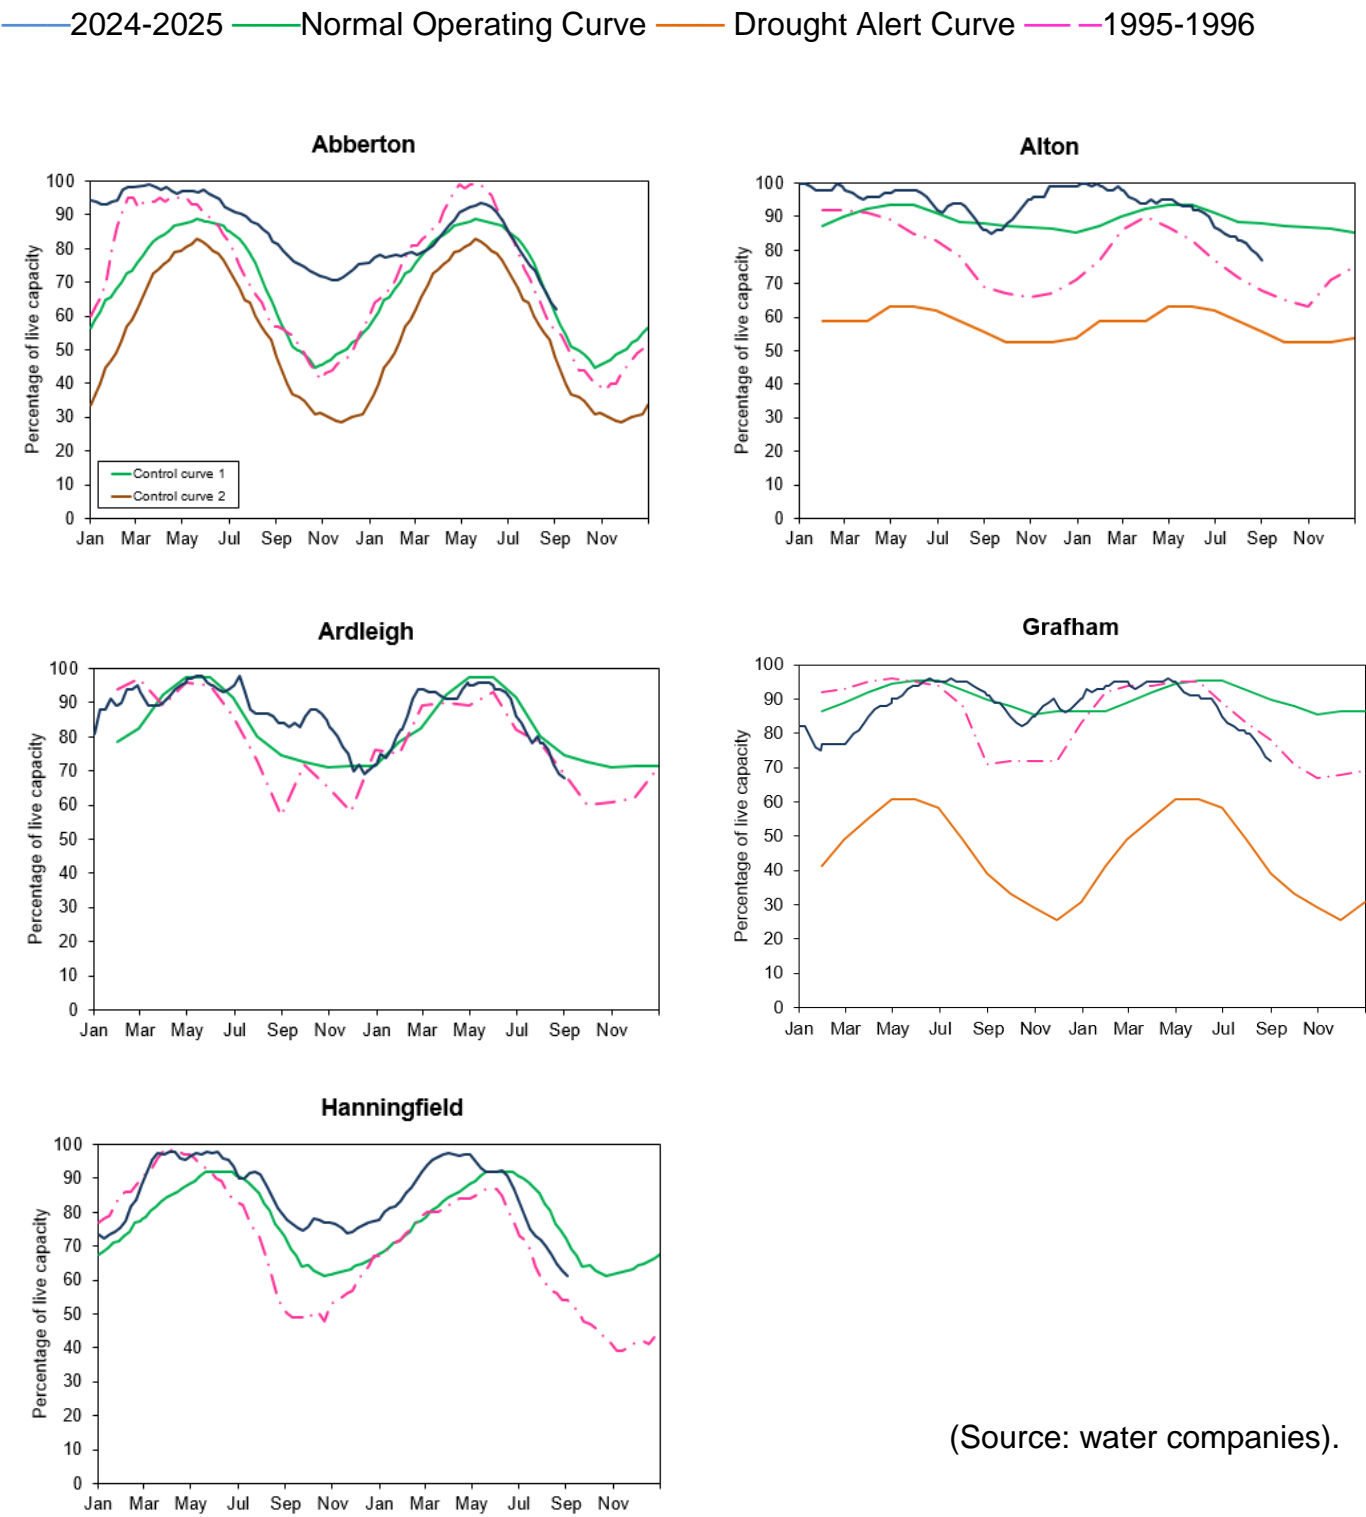 2024-2025 Normal Operating Curve Drought Alert Curve 1995-1996
Abberton
Percentage of live capacity
100
90
80
70
60
50
40
30
20
10
0
Control curve 1
Control curve 2
Jan Mar May Jul Sep Nov Jan Mar May Jul Sep Nov
Alton
Percentage of live capacity
100
90
80
70
60
50
40
30
20
10
0
Jan Mar May Jul Sep Nov Jan Mar May Jul Sep Nov
Ardleigh
Percentage of live capacity
100
90
80
70
60
50
40
30
20
10
0
Jan Mar May Jul Sep Nov Jan Mar May Jul Sep Nov
Grafham
Percentage of live capacity
100
90
80
70
60
50
40
30
20
10
0
Jan Mar May Jul Sep Nov Jan Mar May Jul Sep Nov
Hanningfield
Percentage of live capacity
100
90
80
70
60
50
40
30
20
10
0
Jan Mar May Jul Sep Nov Jan Mar May Jul Sep Nov
(Source: water companies).